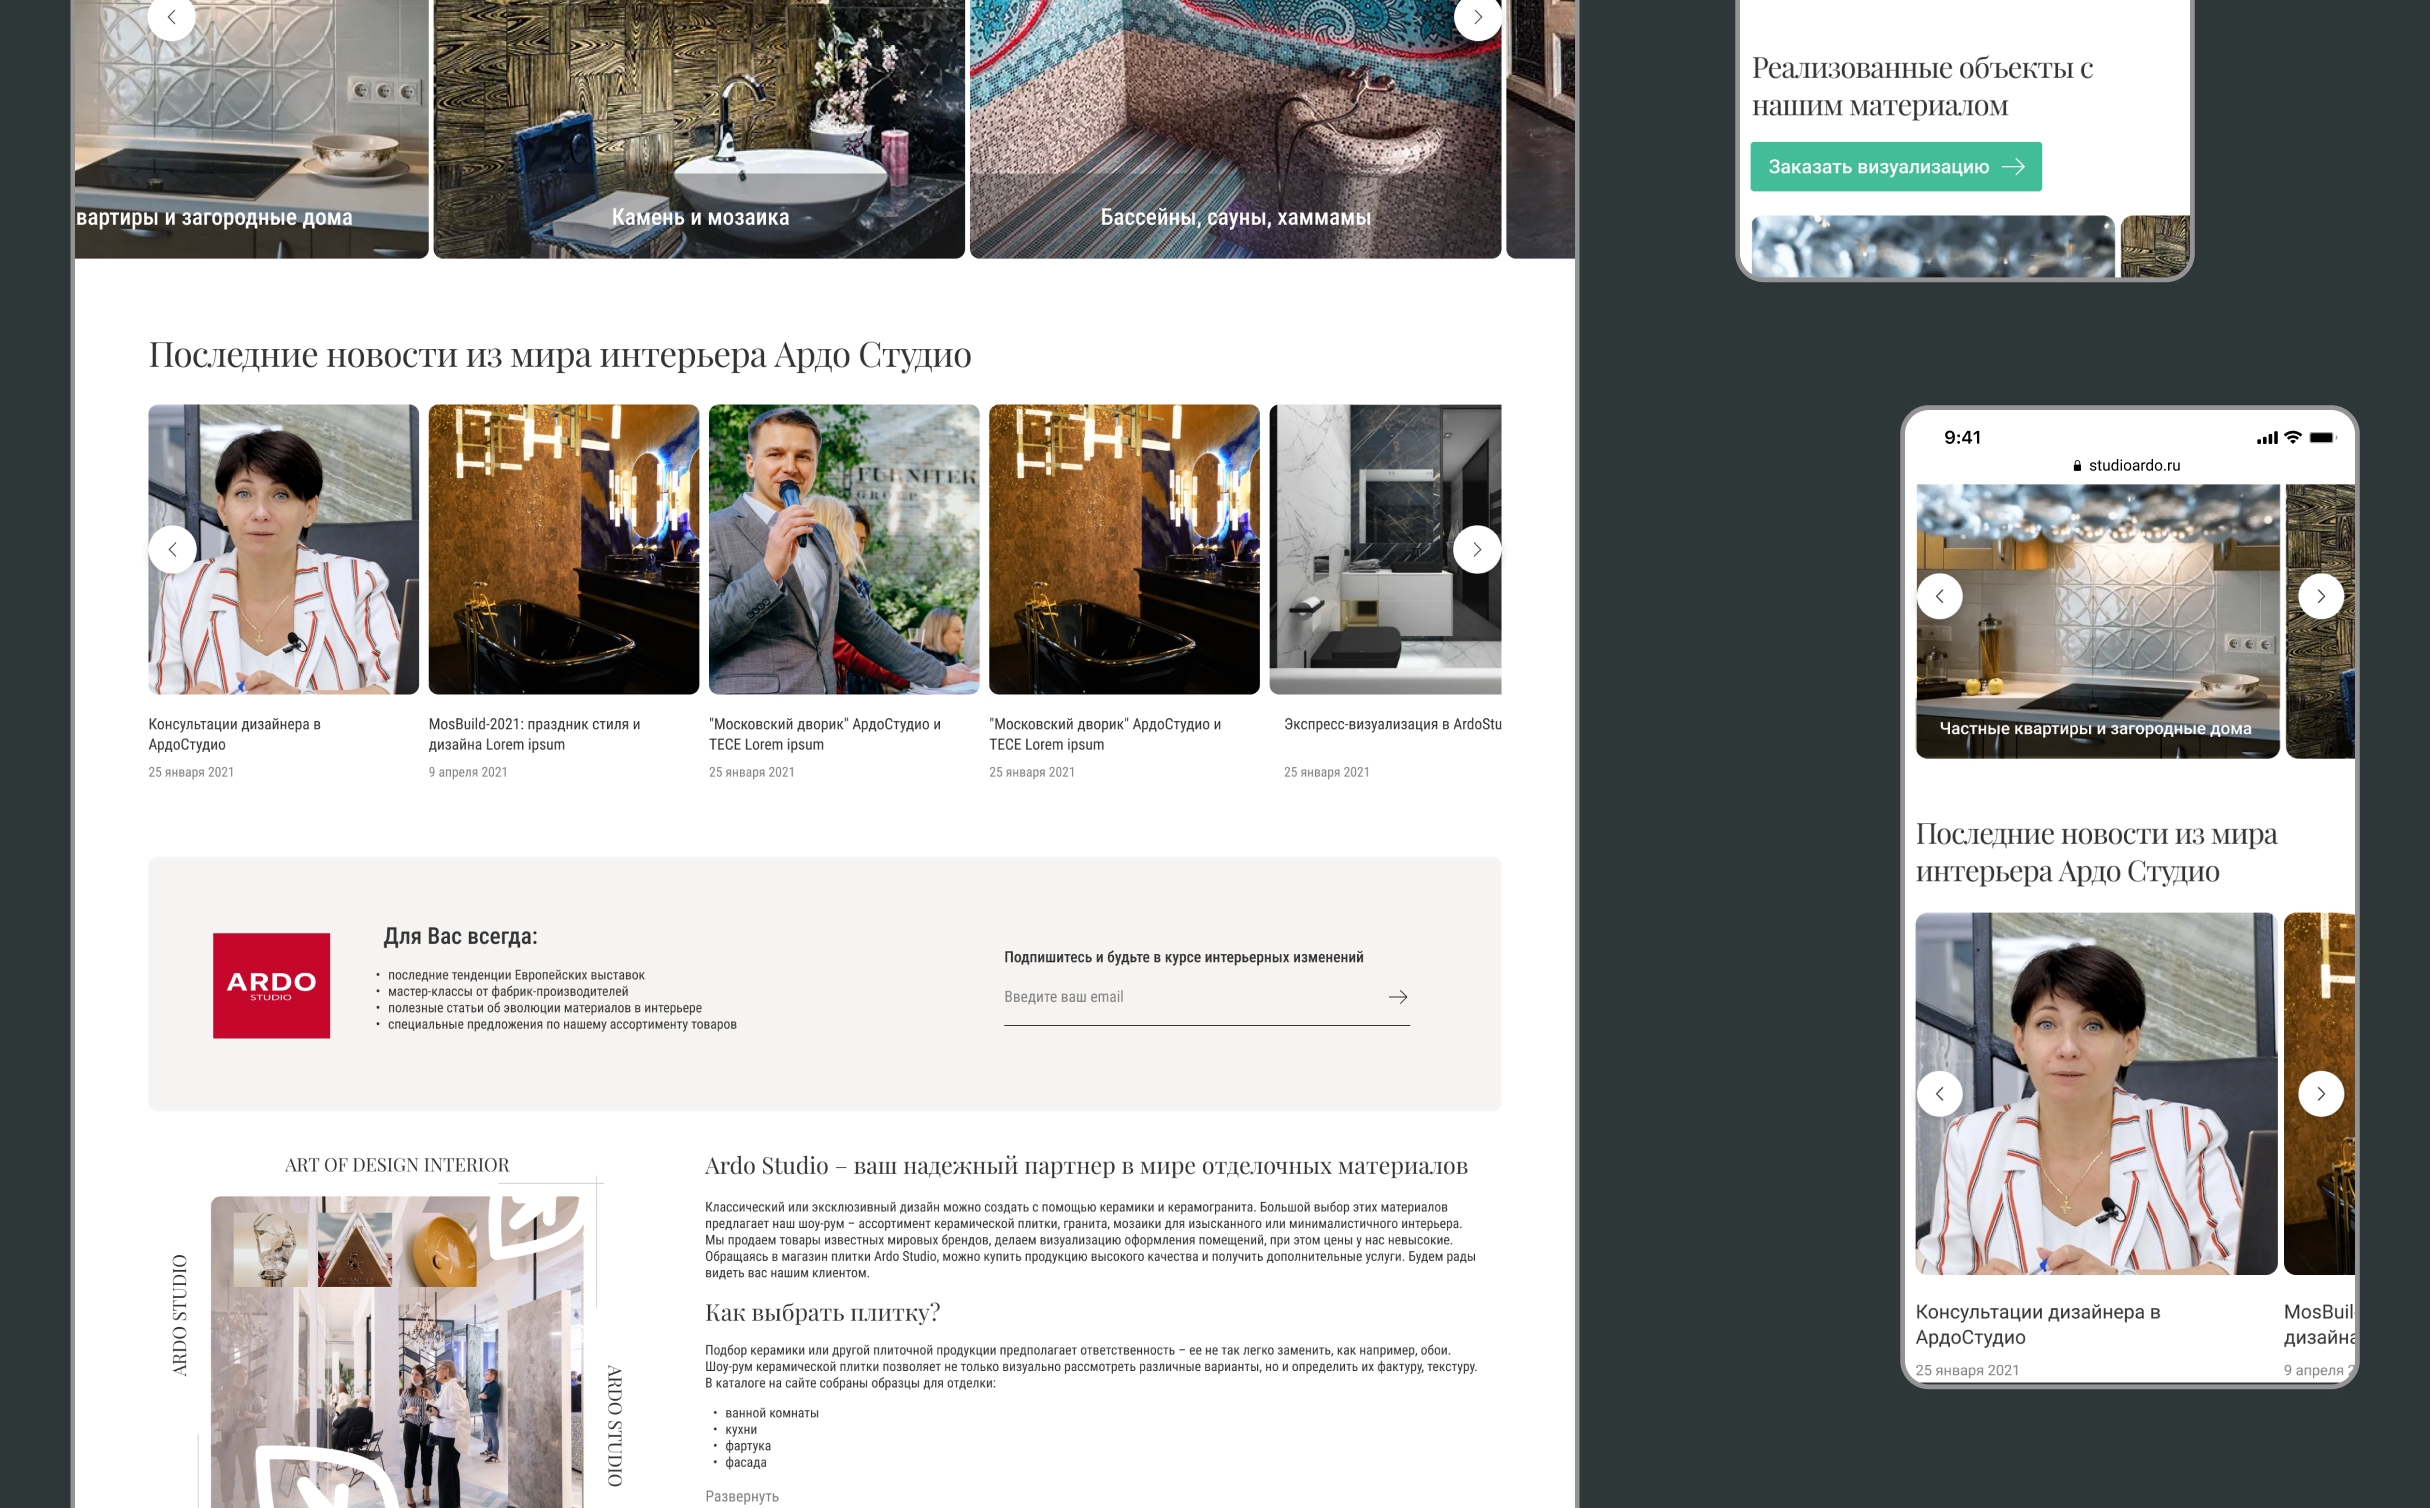 вартиры и загородные дома
Камень и мозаика
Бассейны, сауны, хаммамы
Последние новости из мира интерьера Ардо Студио
FURNITEK
GROUP
Консультации дизайнера в
АрдоСтудио
25 января 2021
MosBuild-2021: праздник стиля и
дизайна Lorem ipsum
9 апреля 2021
"Московский дворик" АрдоСтудио и
TECE Lorem ipsum
25 января 2021
"Московский дворик" АрдоСтудио и
TECE Lorem ipsum
25 января 2021
Экспресс-визуализация в ArdoStu
25 января 2021
ARDO
STUDIO
Для Вас всегда:
• последние тенденции Европейских выставок
• мастер-классы от фабрик-производителей
• полезные статьи об эволюции материалов в интерьере
• специальные предложения по нашему ассортименту товаров
Подпишитесь и будьте в курсе интерьерных изменений
Введите ваш email
ART OF DESIGN INTERIOR
ARDO STUDIO
ARDO STUDIO
Ardo Studio – ваш надежный партнер в мире отделочных материалов
Классический или эксклюзивный дизайн можно создать с помощью керамики и керамогранита. Большой выбор этих материалов
предлагает наш шоу-рум – ассортимент керамической плитки, гранита, мозаики для изысканного или минималистичного интерьера.
Мы продаем товары известных мировых брендов, делаем визуализацию оформления помещений, при этом цены у нас невысокие.
Обращаясь в магазин плитки Ardo Studio, можно купить продукцию высокого качества и получить дополнительные услуги. Будем рады
видеть вас нашим клиентом.
Как выбрать плитку?
Подбор керамики или другой плиточной продукции предполагает ответственность – ее не так легко заменить, как например, обои.
Шоу-рум керамической плитки позволяет не только визуально рассмотреть различные варианты, но и определить их фактуру, текстуру.
В каталоге на сайте собраны образцы для отделки:
• ванной комнаты
• кухни
• фартука
• фасада
Развернуть
Реализованные объекты с
нашим материалом
Заказать визуализацию
9:41
studioardo.ru
Частные квартиры и загородные дома
Последние новости из мира
интерьера Ардо Студио
Консультации дизайнера в
АрдоСтудио
25 января 2021
MosBuil
дизайна
9 апреля 2